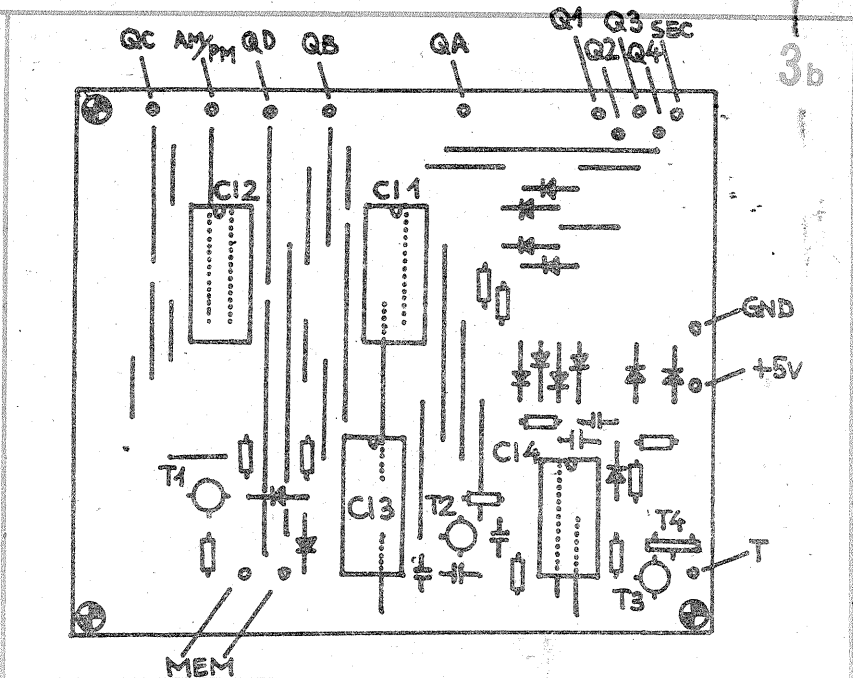 QC AM/PM QD QB QA Q1 Q2 Q3 Q4 SEC
3b
CI2 CI1
GND
+5V
CI4
T1 CI3 T2 T4
T
T3
MEM